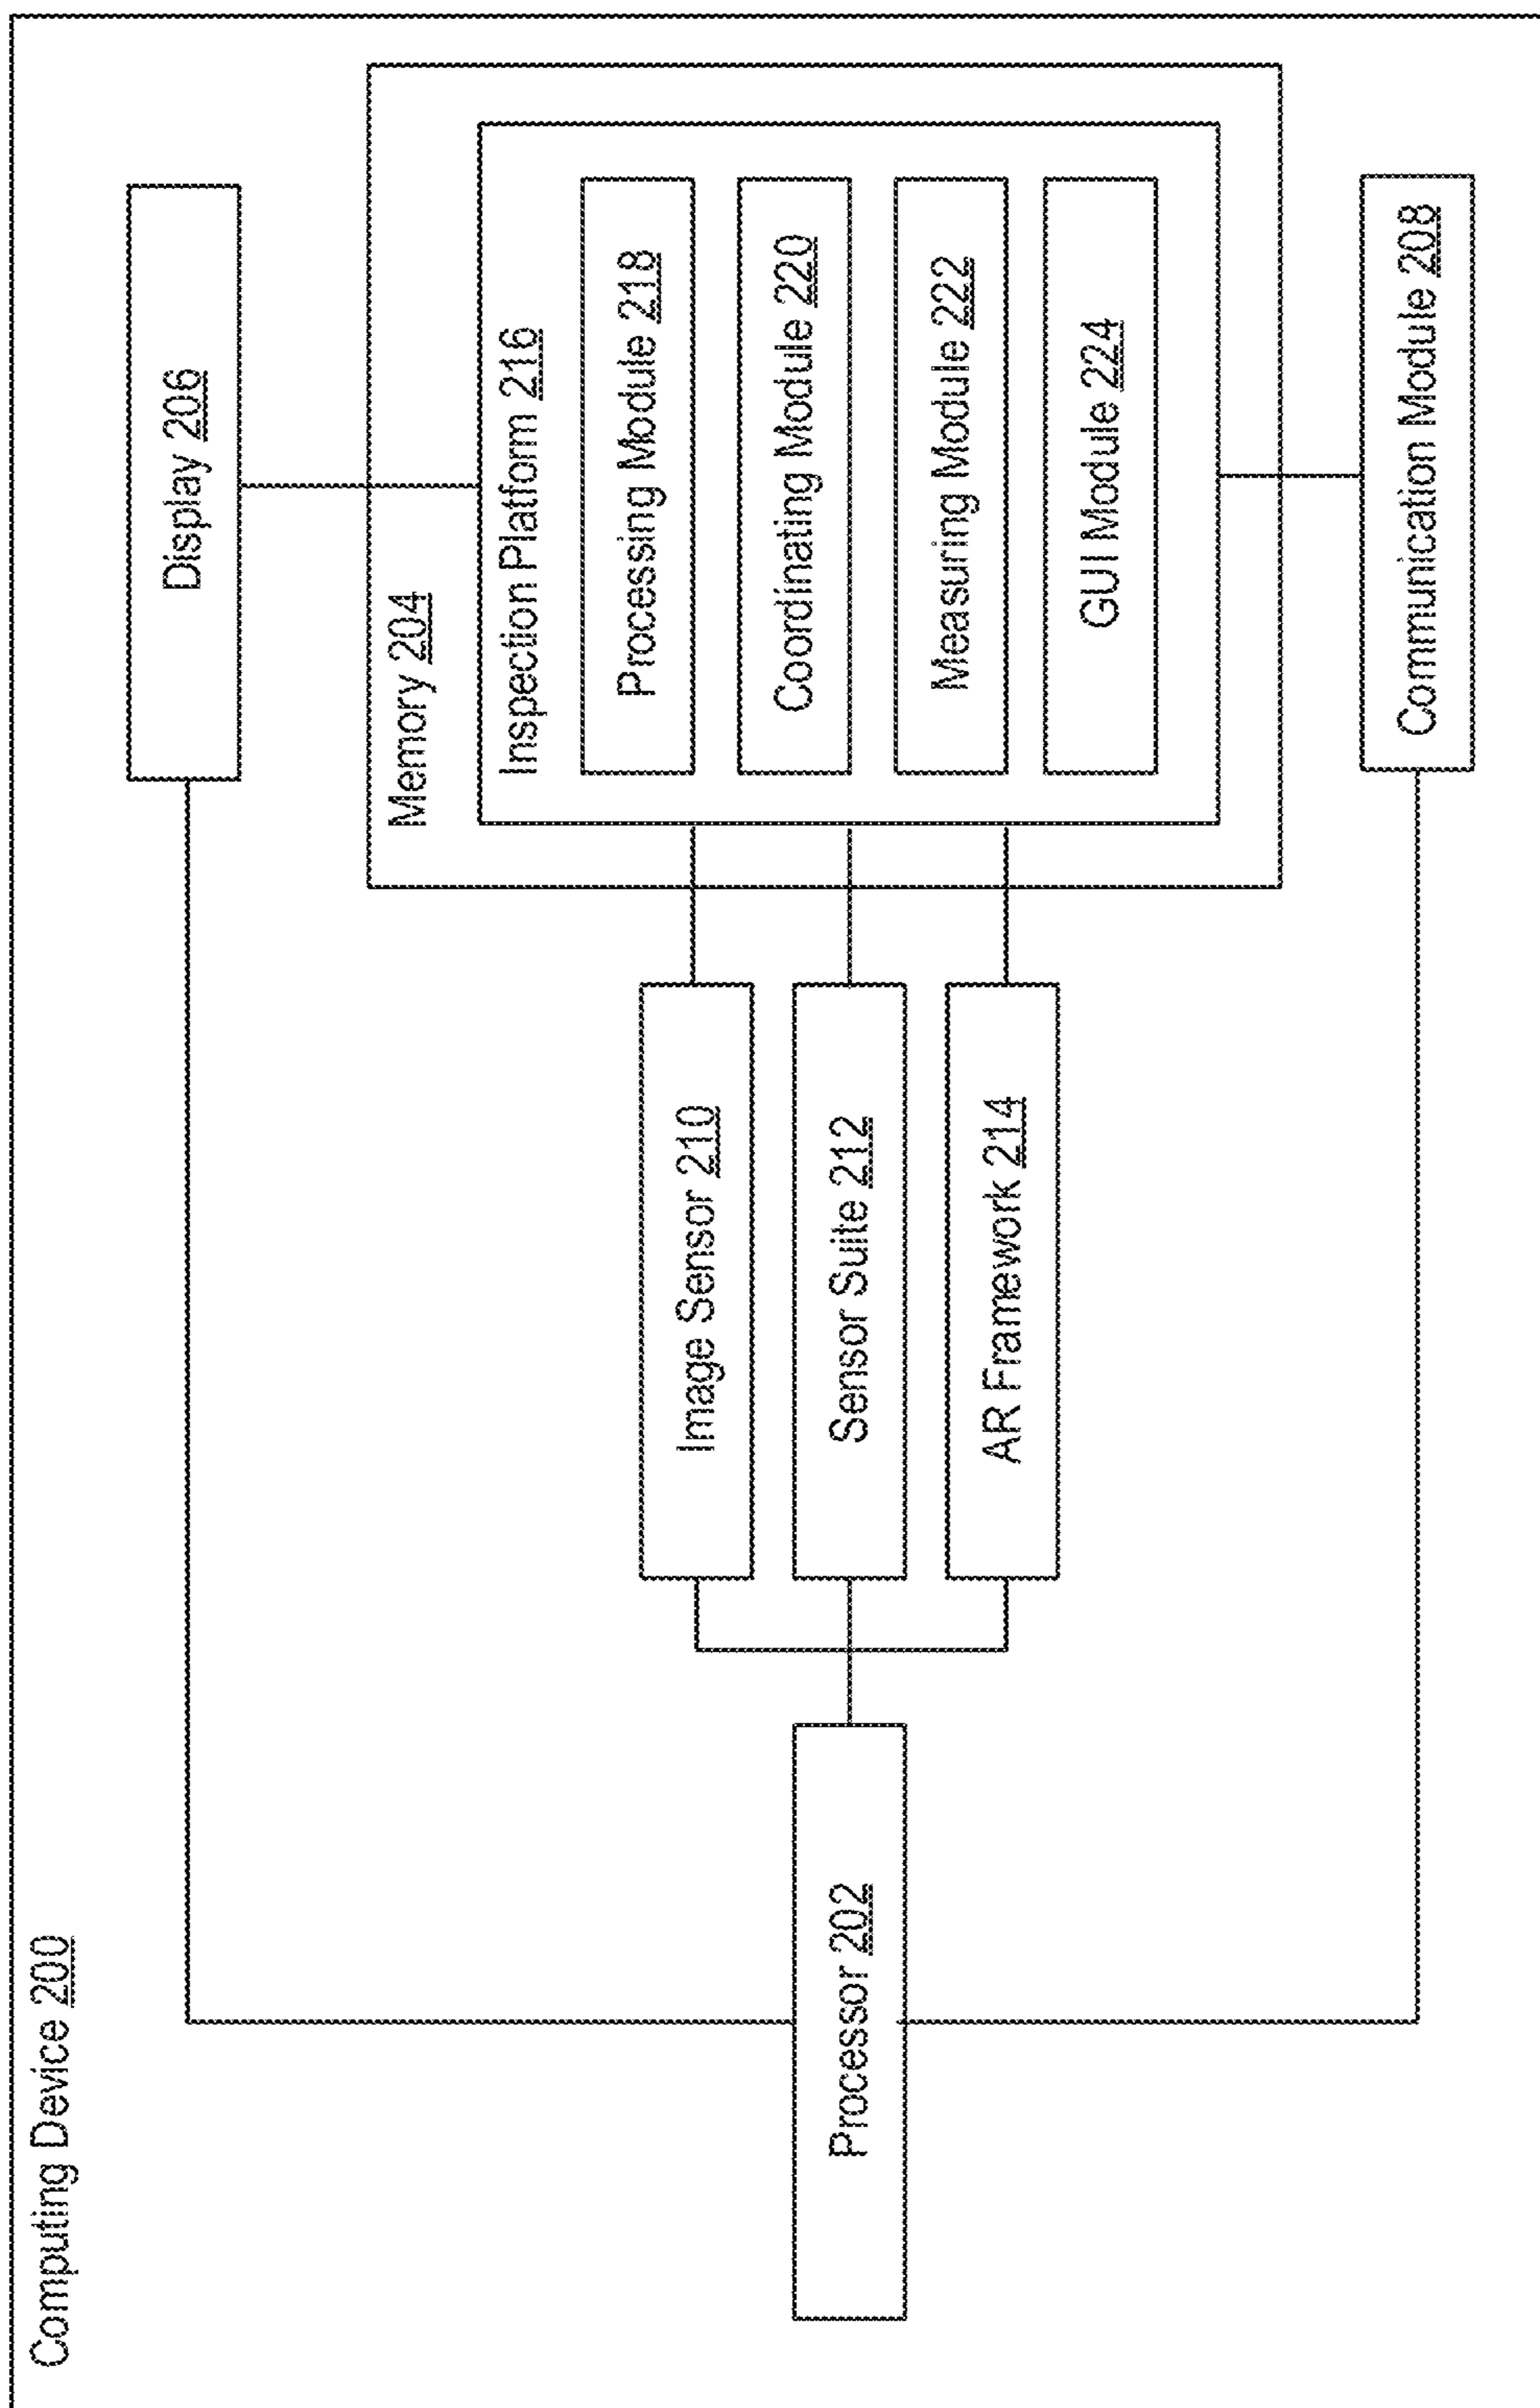 Computing Device 200
Display 206
Memory 204
Inspection Platform 216
Processing Module 218
Coordinating Module 220
Measuring Module 222
GUI Module 224
Image Sensor 210
Sensor Suite 212
AR Framework 214
Processor 202
Communication Module 208